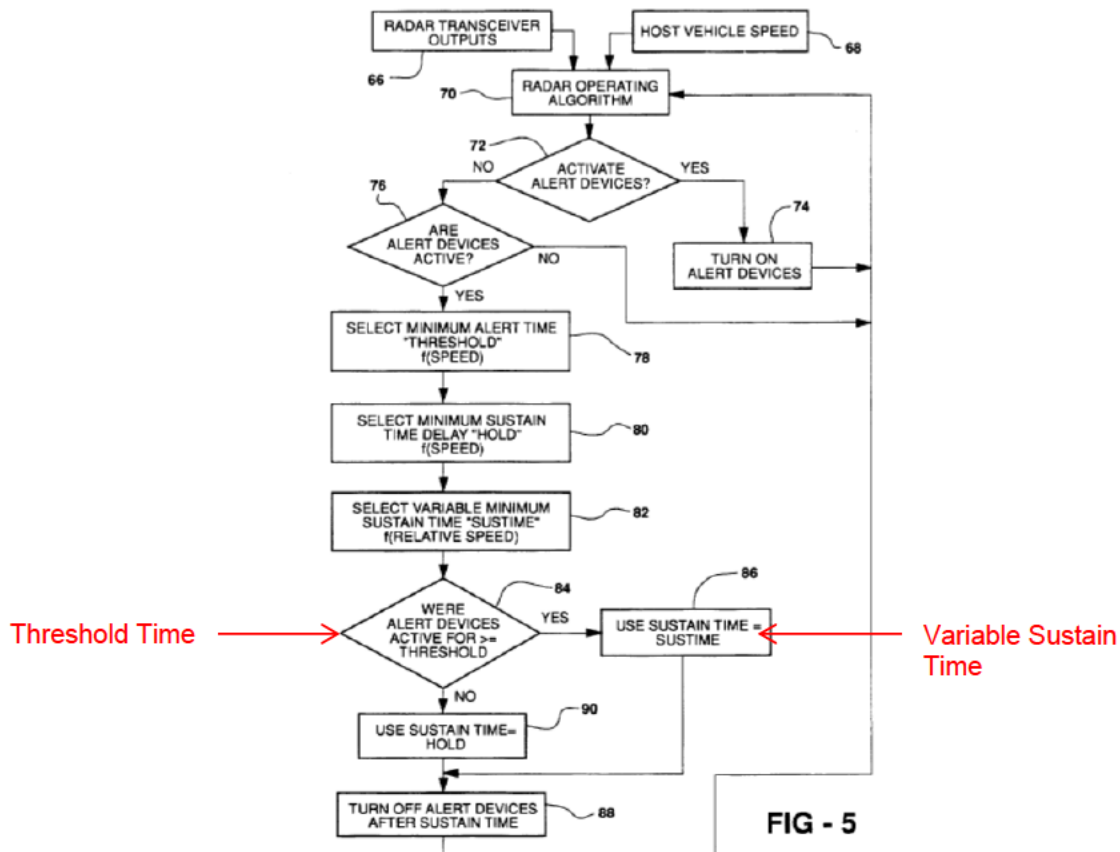 RADAR TRANSCEIVER
OUTPUTS
66
HOST VEHICLE SPEED
68
70
RADAR OPERATING
ALGORITHM
72
NO
ACTIVATE
ALERT DEVICES?
YES
76
ARE
ALERT DEVICES
ACTIVE?
NO
74
TURN ON
ALERT DEVICES
YES
SELECT MINIMUM ALERT TIME
"THRESHOLD"
f(SPEED)
78
SELECT MINIMUM SUSTAIN
TIME DELAY "HOLD"
f(SPEED)
80
SELECT VARIABLE MINIMUM
SUSTAIN TIME "SUSTIME"
f(RELATIVE SPEED)
82
84
Threshold Time
WERE
ALERT DEVICES
ACTIVE FOR >=
THRESHOLD
YES
86
USE SUSTAIN TIME =
SUSTIME
Variable Sustain
Time
NO
90
USE SUSTAIN TIME=
HOLD
TURN OFF ALERT DEVICES
AFTER SUSTAIN TIME
88
FIG - 5